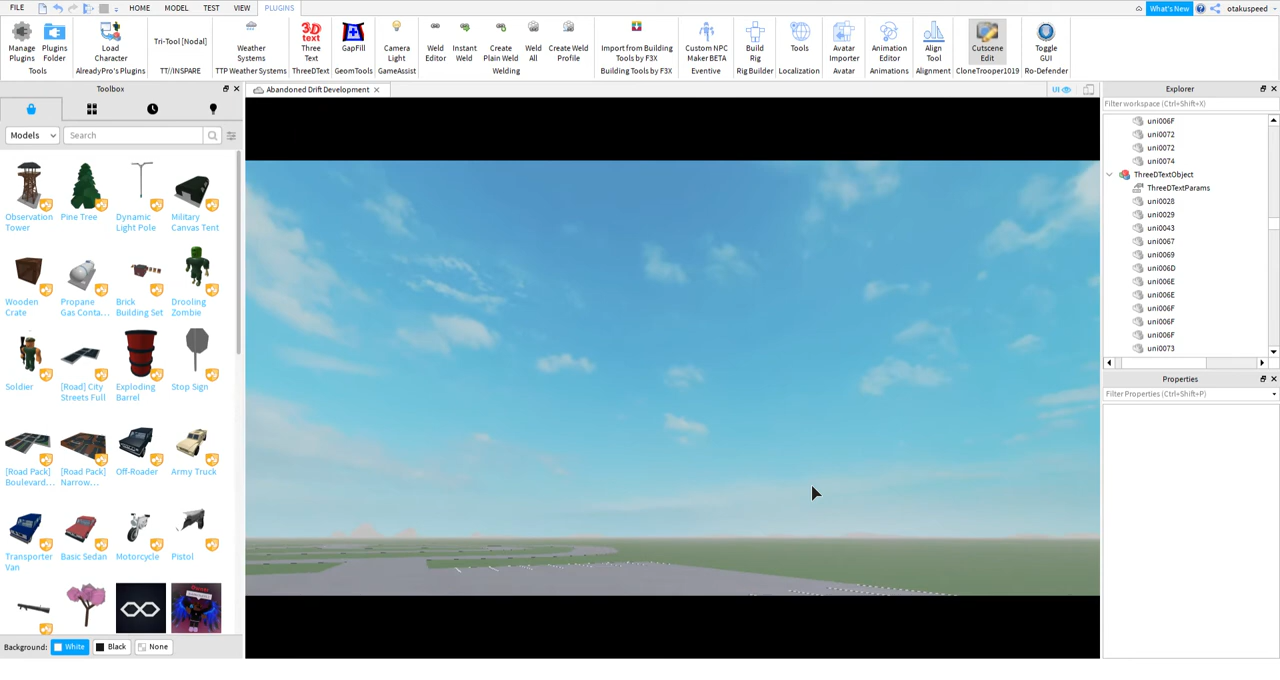 FILE HOME MODEL TEST VIEW PLUGINS What's New otakuspeed
Manage Plugins Plugins Folder Load Character Tri-Tool [Nodal] Weather Systems 3D text Three Text GapFill Camera Light Weld Editor Instant Weld Create Plain Weld Weld All Create Weld Profile Import from Building Tools by F3X Custom NPC Maker BETA Build Rig Tools Avatar Importer Animation Editor Align Tool Cutscene Edit Toggle GUI
Tools AlreadyPro's Plugins TT//INSPARE TTP Weather Systems ThreeDText GeomTools GameAssist Welding Building Tools by F3X Eventive Rig Builder Localization Avatar Animations Alignment CloneTrooper1019 Ro-Defender
Toolbox
Models Search
Observation Tower
Pine Tree
Dynamic Light Pole
Military Canvas Tent
Wooden Crate
Propane Gas Conta...
Brick Building Set
Drooling Zombie
Soldier
[Road] City Streets Full
Exploding Barrel
Stop Sign
[Road Pack] Boulevard...
[Road Pack] Narrow...
Off-Roader
Army Truck
Transporter Van
Basic Sedan
Motorcycle
Pistol
Background: White Black None
Abandoned Drift Development
UI
Explorer
Filter workspace (Ctrl+Shift+X)
uni006F
uni0072
uni0072
uni0074
ThreeDTextObject
ThreeDTextParams
uni0028
uni0029
uni0043
uni0067
uni0069
uni006D
uni006E
uni006E
uni006F
uni006F
uni006F
uni0073
Properties
Filter Properties (Ctrl+Shift+P)